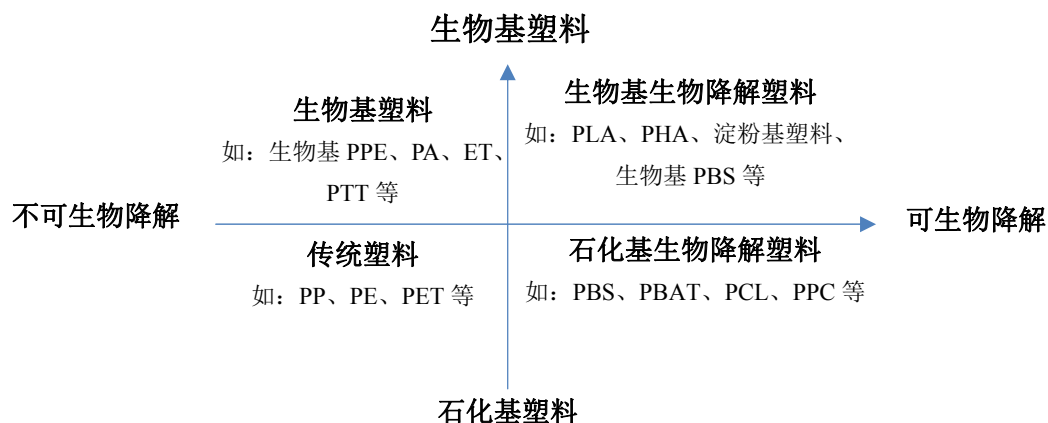 生物基塑料
生物基塑料
如：生物基 PPE、PA、ET、
PTT 等
生物基生物降解塑料
如：PLA、PHA、淀粉基塑料、
生物基 PBS 等
不可生物降解
可生物降解
传统塑料
如：PP、PE、PET 等
石化基生物降解塑料
如：PBS、PBAT、PCL、PPC 等
石化基塑料